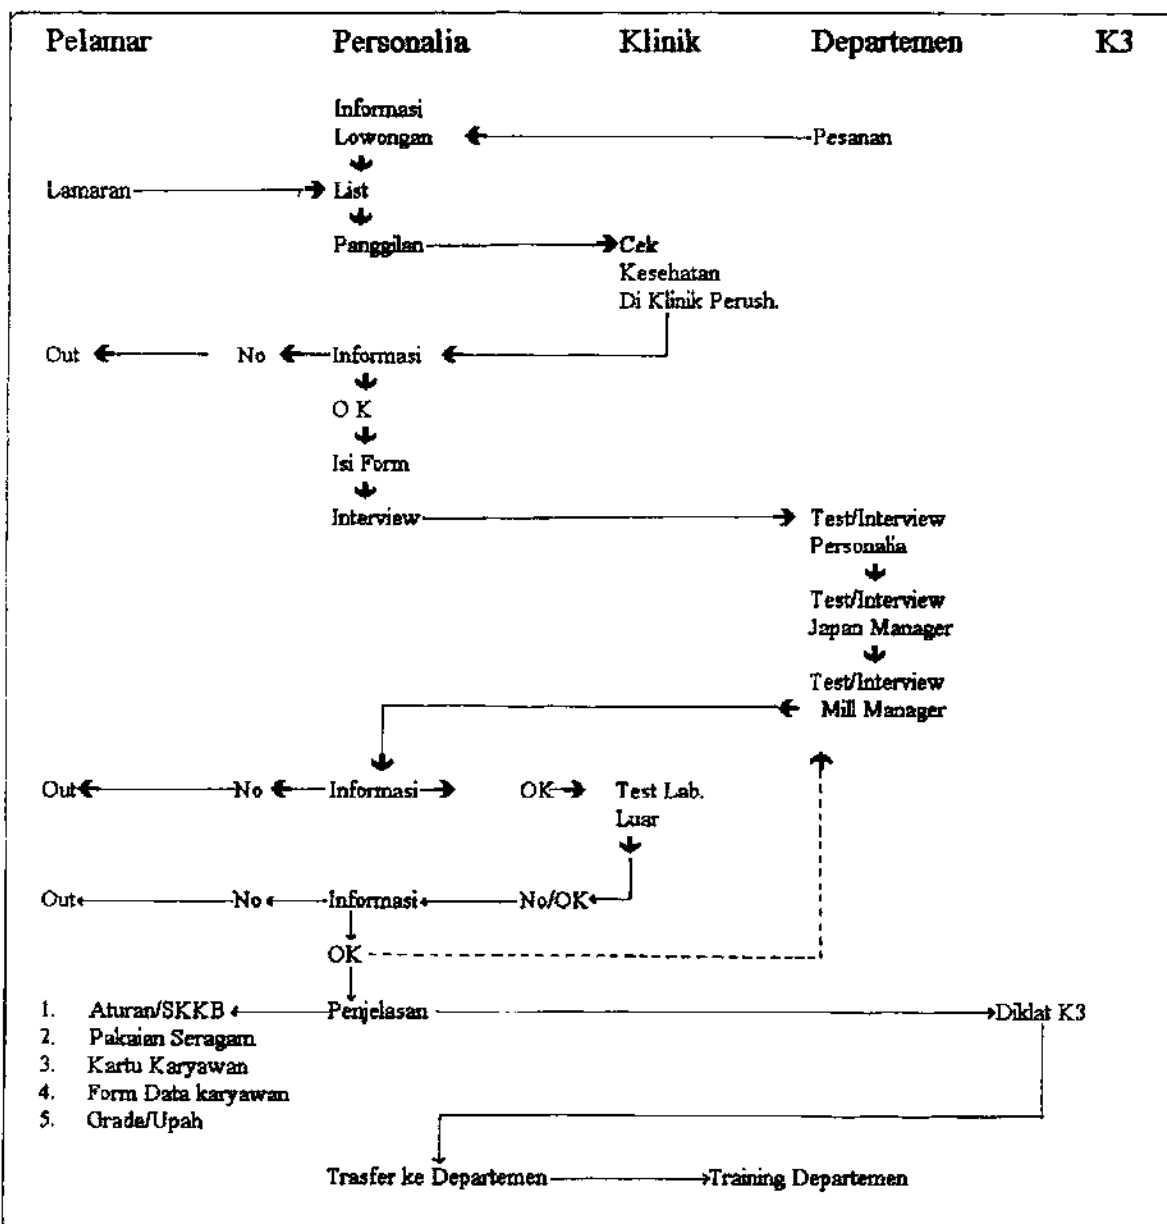 Pelamar Personalia Klinik Departemen K3
Informasi
Lowongan Pesanan
Lamaran List
Panggilan Cek
Kesehatan
Di Klinik Perush.
Out No Informasi
O K
Isi Form
Interview Test/Interview
Personalia
Test/Interview
Japan Manager
Test/Interview
Mill Manager
Out No Informasi OK Test Lab.
Luar
Out No Informasi No/OK
OK
1. Aturan/SKKB Penjelasan Diklat K3
2. Pakaian Seragam
3. Kartu Karyawan
4. Form Data karyawan
5. Grade/Upah
Trasfer ke Departemen Training Departemen